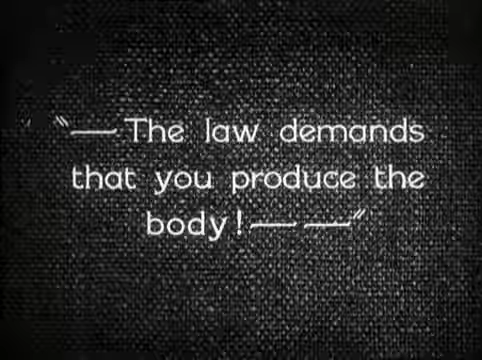 "—The law demands
that you produce the
body!— —"